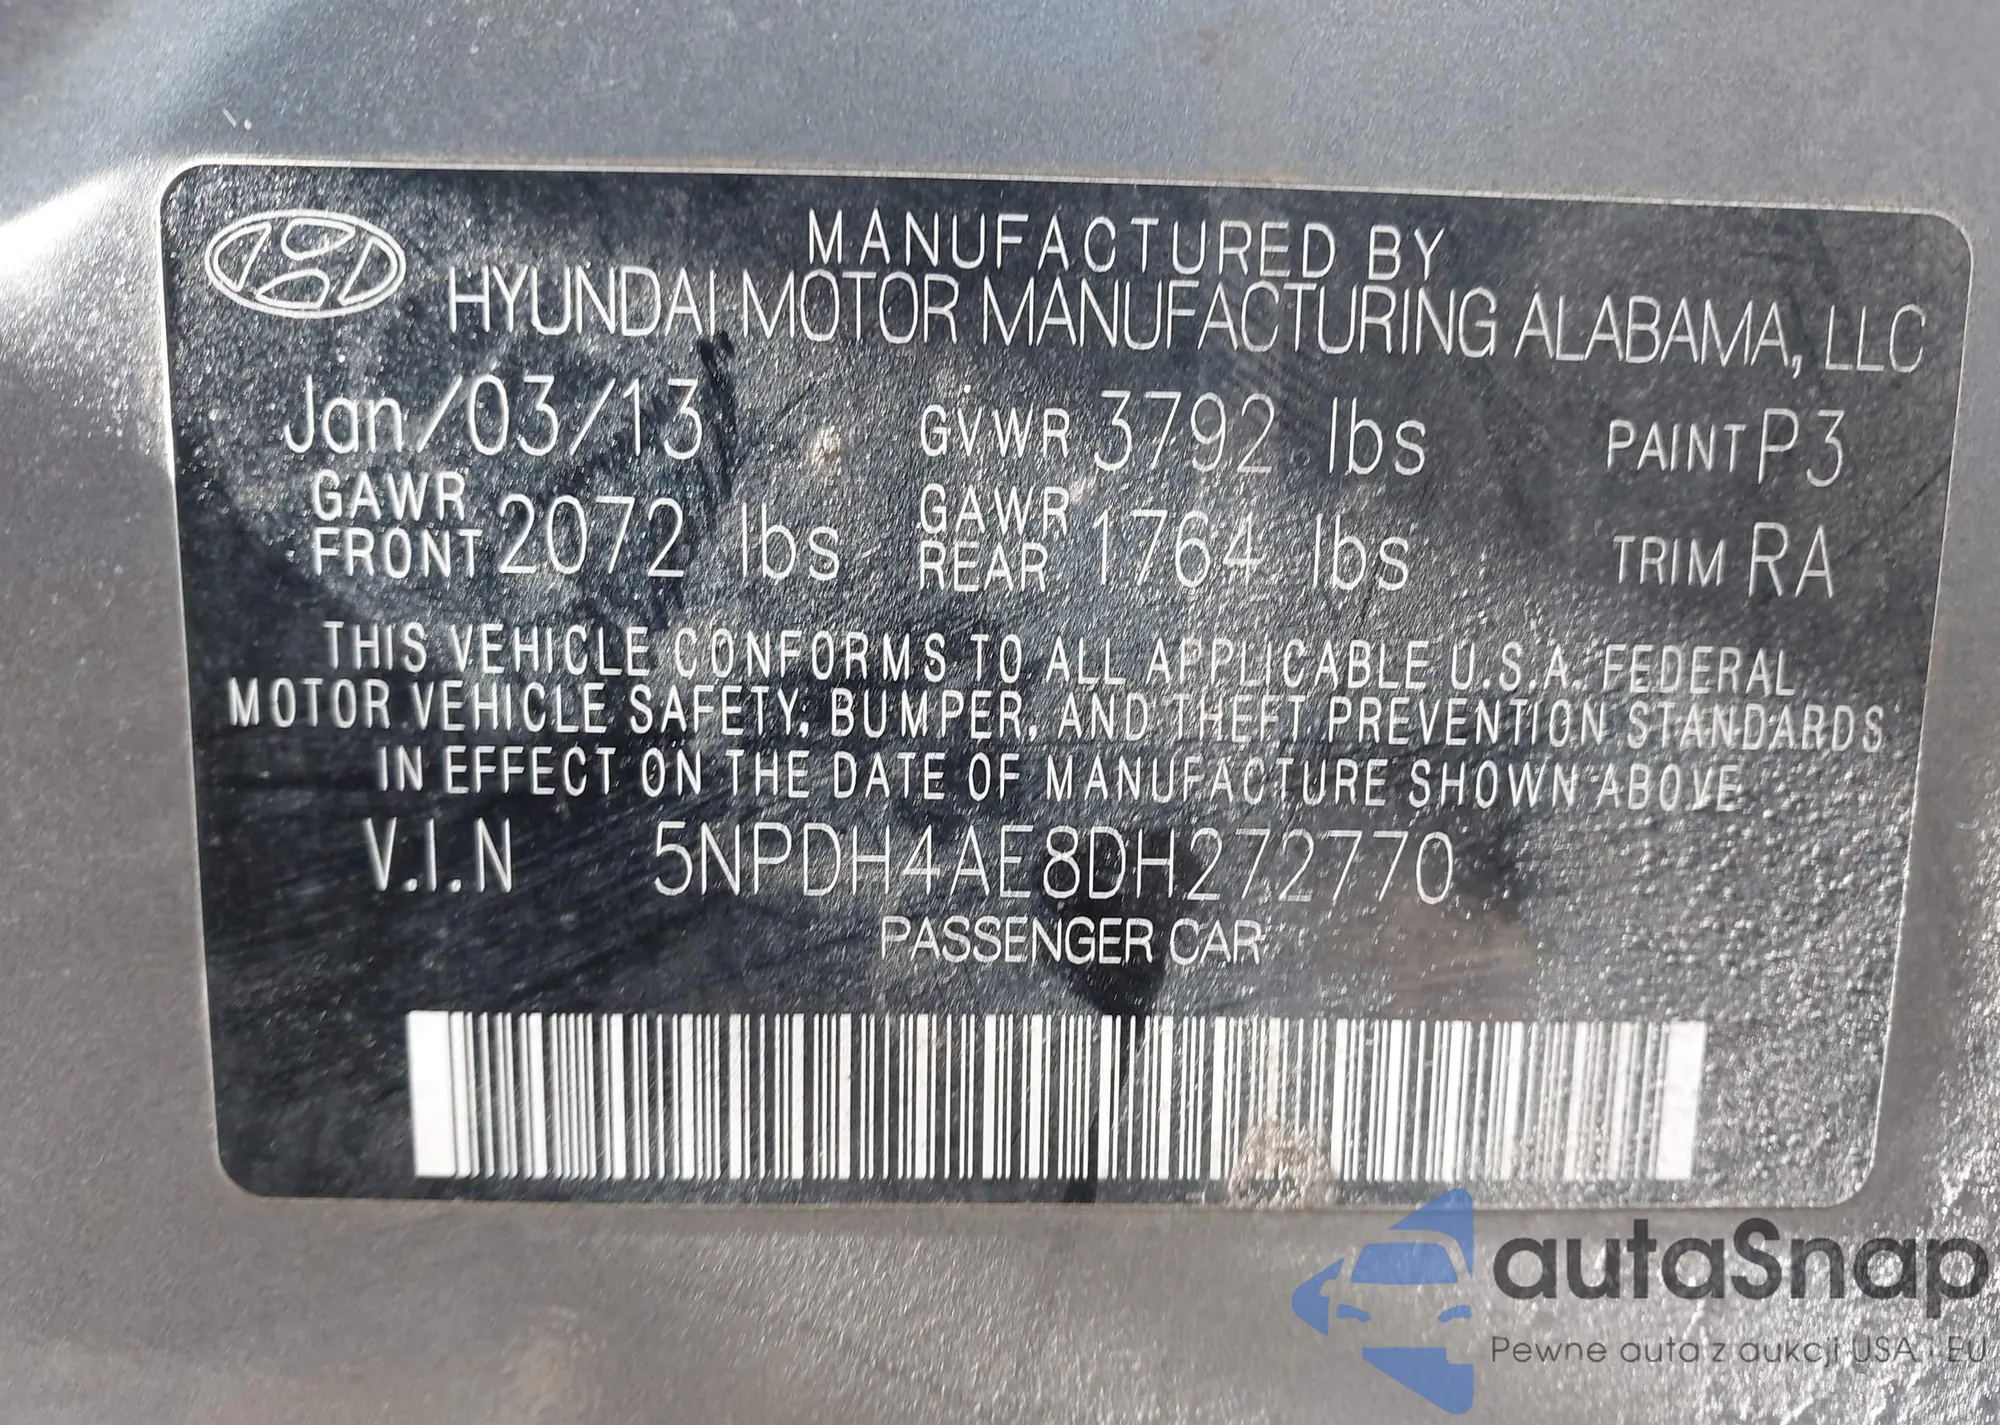 MANUFACTURED BY
HYUNDAI MOTOR MANUFACTURING ALABAMA, LLC
Jan/03/13 GVWR 3792 lbs PAINT P3
GAWR FRONT 2072 lbs GAWR REAR 1764 lbs TRIM RA
THIS VEHICLE CONFORMS TO ALL APPLICABLE U.S.A. FEDERAL
MOTOR VEHICLE SAFETY, BUMPER, AND THEFT PREVENTION STANDARDS
IN EFFECT ON THE DATE OF MANUFACTURE SHOWN ABOVE
V.I.N 5NPDH4AE8DH272770
PASSENGER CAR
autaSnap
Pewne auta z aukcji USA i EU